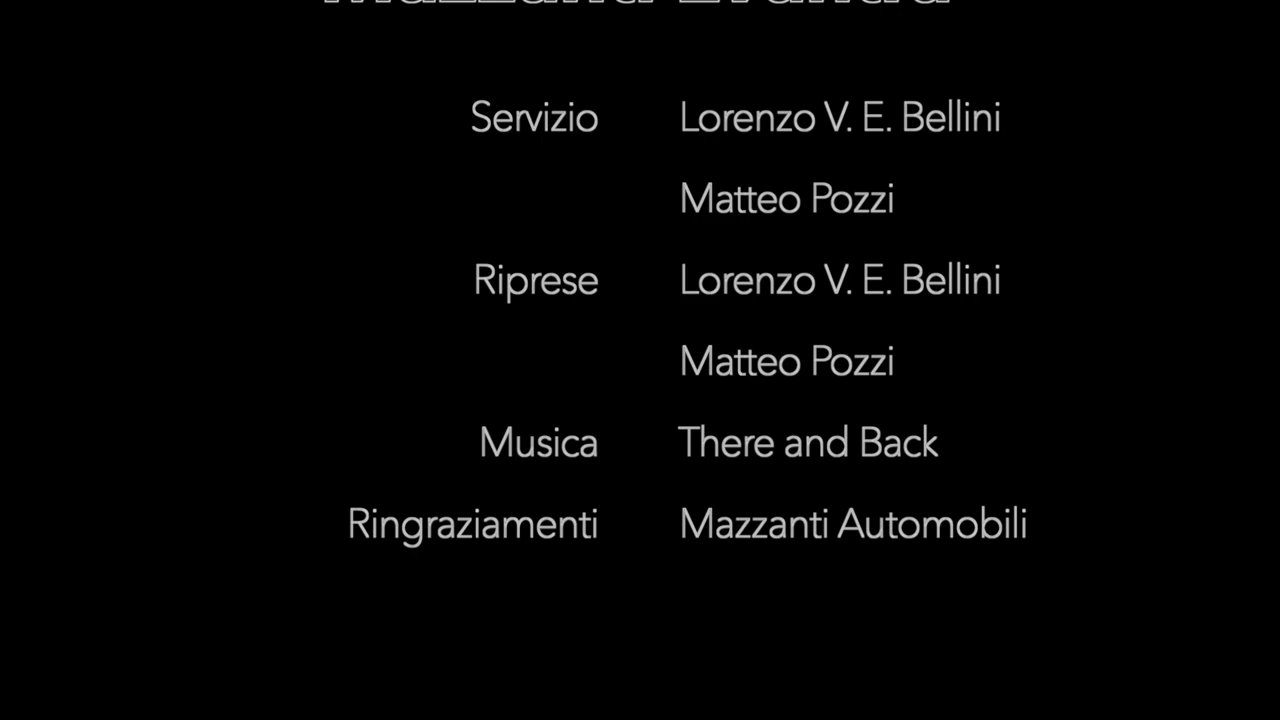 Servizio Lorenzo V. E. Bellini
Matteo Pozzi
Riprese Lorenzo V. E. Bellini
Matteo Pozzi
Musica There and Back
Ringraziamenti Mazzanti Automobili